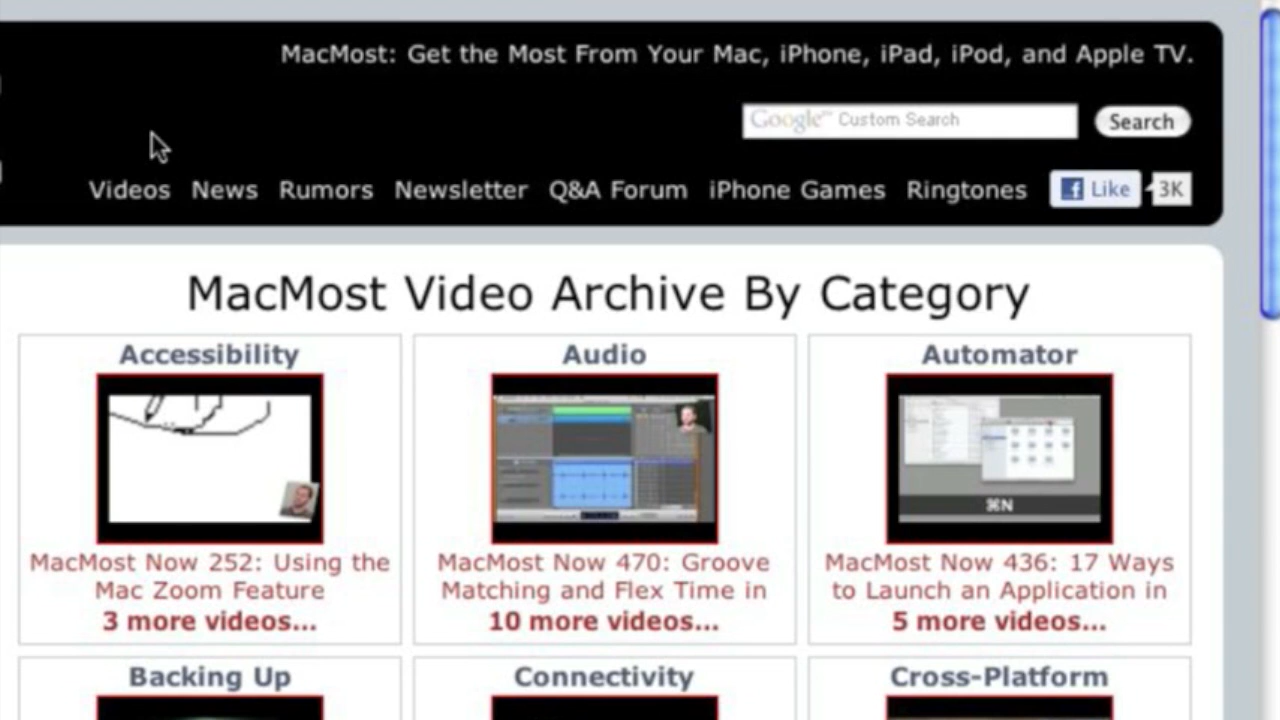 MacMost: Get the Most From Your Mac, iPhone, iPad, iPod, and Apple TV.
Google™ Custom Search
Search
Videos News Rumors Newsletter Q&A Forum iPhone Games Ringtones Like 3K
MacMost Video Archive By Category
Accessibility
Audio
Automator
⌘N
MacMost Now 252: Using the
Mac Zoom Feature
3 more videos...
MacMost Now 470: Groove
Matching and Flex Time in
10 more videos...
MacMost Now 436: 17 Ways
to Launch an Application in
5 more videos...
Backing Up
Connectivity
Cross-Platform